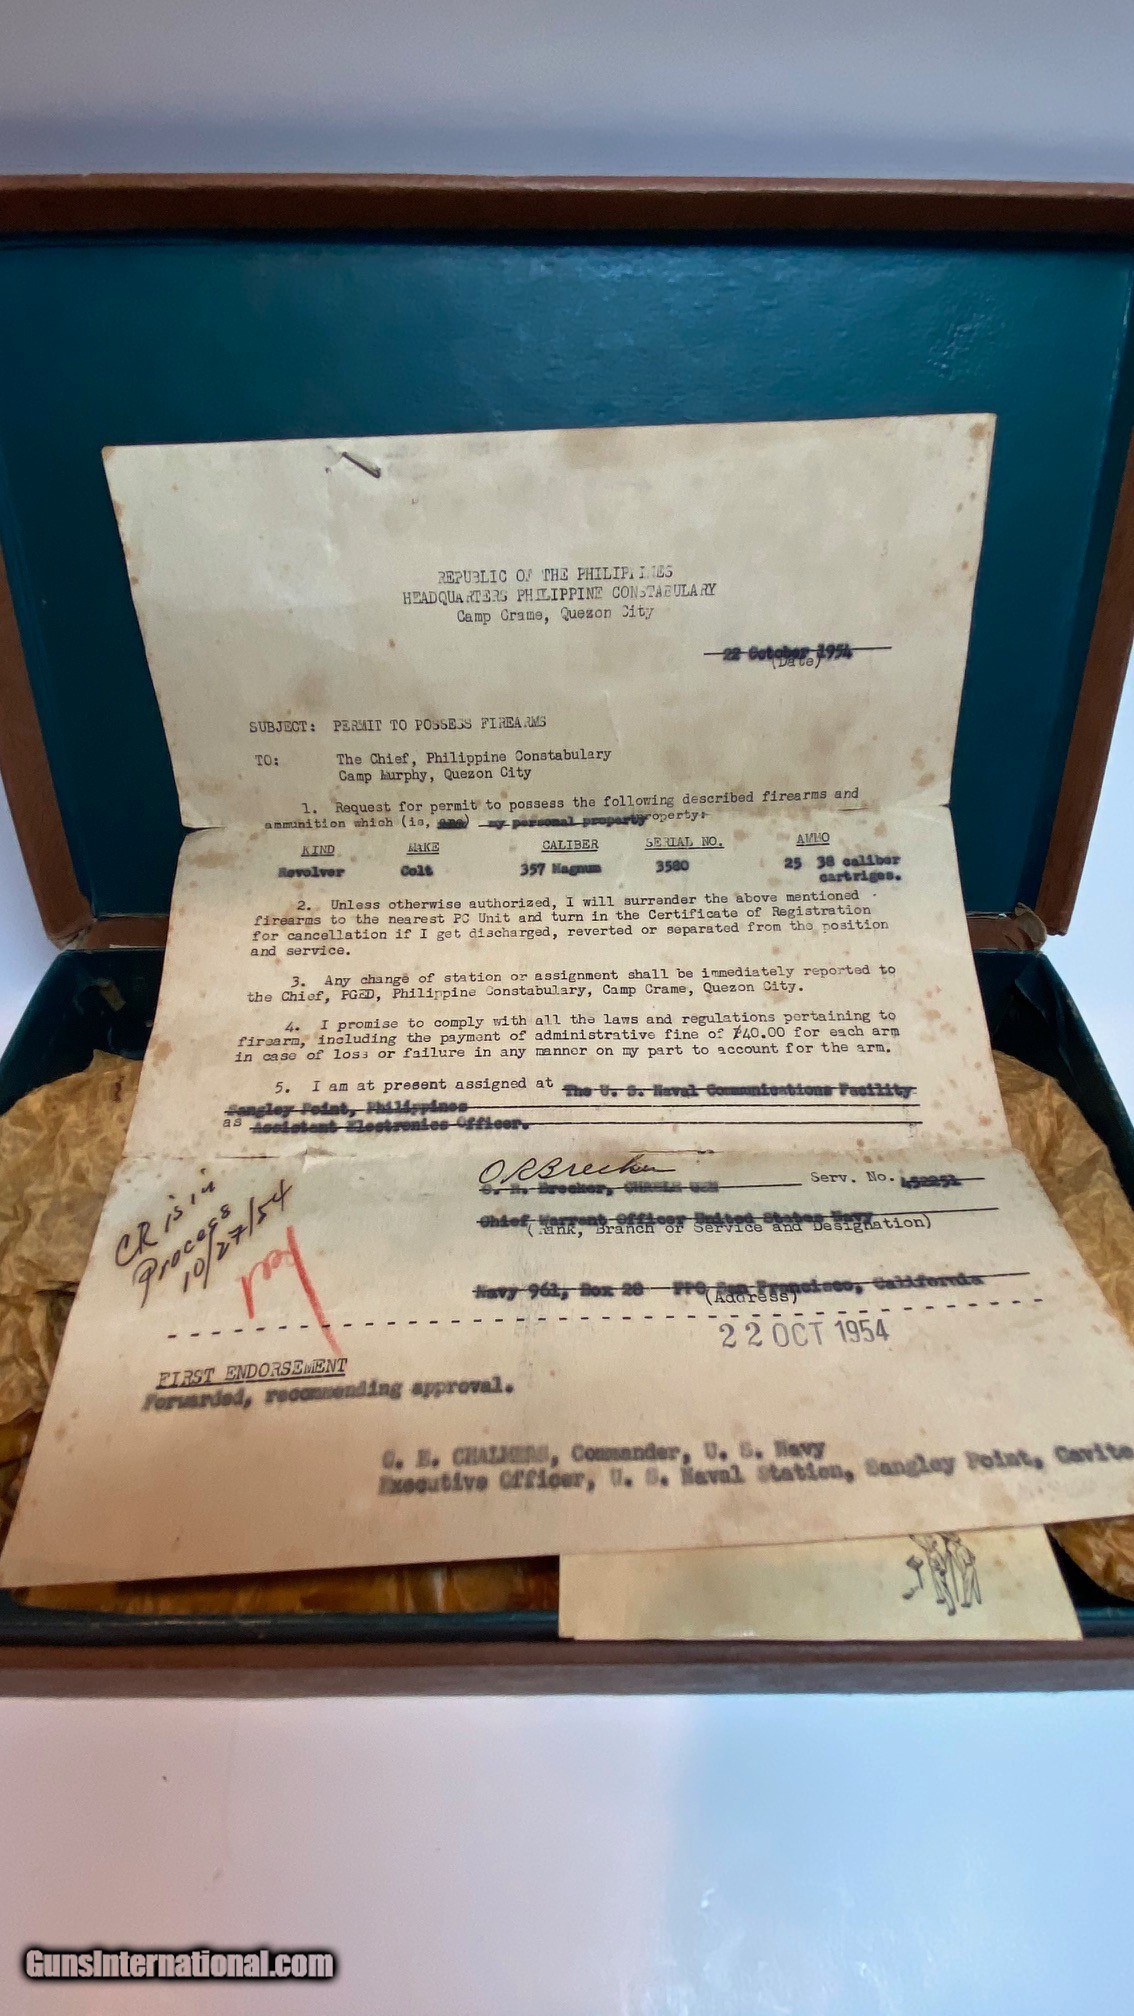 REPUBLIC OF THE PHILIPPINES
HEADQUARTERS PHILIPPINE CONSTABULARY
Camp Crame, Quezon City
22 October 1954
(Date)
SUBJECT: PERMIT TO POSSESS FIREARMS
TO: The Chief, Philippine Constabulary
Camp Murphy, Quezon City
1. Request for permit to possess the following described firearms and
ammunition which (is, are) my personal property roperty:
KIND MAKE CALIBER SERIAL NO. AMMO
Revolver Colt 357 Magnum 3580 25 38 caliber
cartriges.
2. Unless otherwise authorized, I will surrender the above mentioned
firearms to the nearest PC Unit and turn in the Certificate of Registration
for cancellation if I get discharged, reverted or separated from the position
and service.
3. Any change of station or assignment shall be immediately reported to
the Chief, PGED, Philippine Constabulary, Camp Crame, Quezon City.
4. I promise to comply with all the laws and regulations pertaining to
firearm, including the payment of administrative fine of ₱40.00 for each arm
in case of loss or failure in any manner on my part to account for the arm.
5. I am at present assigned at The U. S. Naval Communications Facility
Sangley Point, Philippines
as Assistant Electronics Officer.
O R Brecker
O. R. Brecker, USN Serv. No. 452251
Chief Warrant Officer United States Navy
(Rank, Branch of Service and Designation)
CR is in
Process
10/27/54
Navy 961, Box 28 FPO San Francisco, California
(Address)
22 OCT 1954
FIRST ENDORSEMENT
Forwarded, recommending approval.
G. E. CHALMERS, Commander, U. S. Navy
Executive Officer, U. S. Naval Station, Sangley Point, Cavite
GunsInternational.com